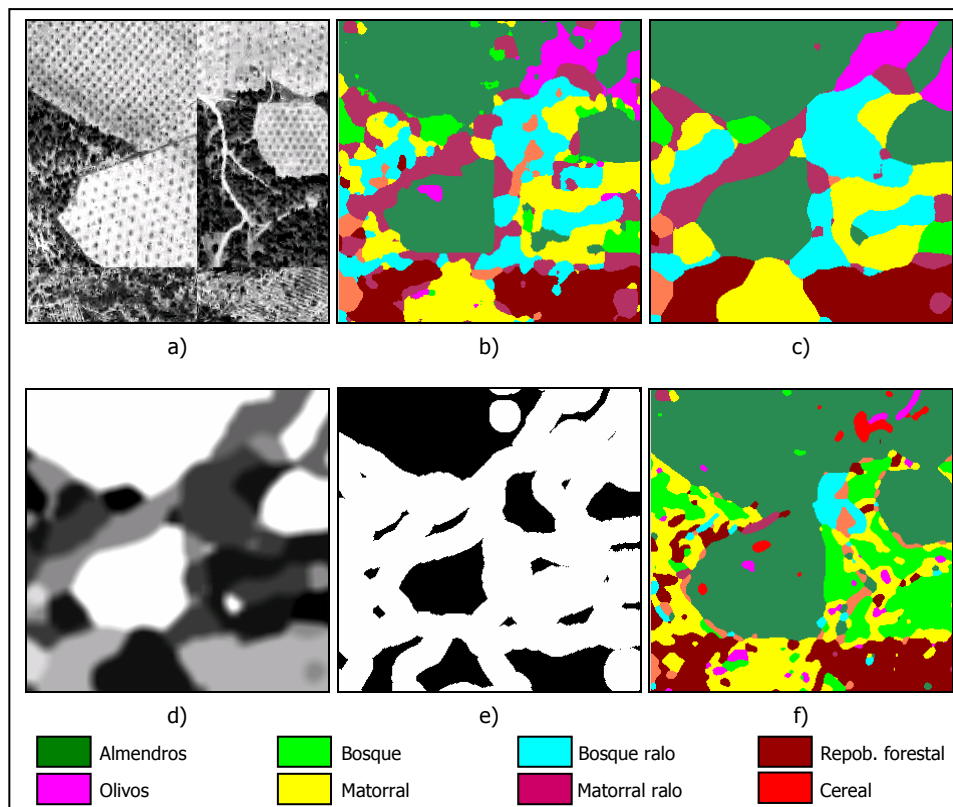 a)
b)
c)
d)
e)
f)
Almendros
Bosque
Bosque ralo
Repob. forestal
Olivos
Matorral
Matorral ralo
Cereal